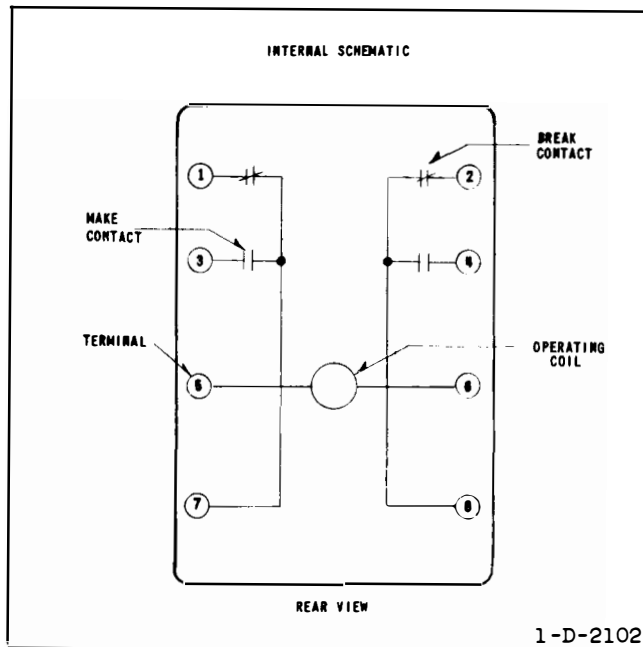 INTERNAL SCHEMATIC
BREAK
CONTACT
1
2
MAKE
CONTACT
3
4
TERMINAL
OPERATING
COIL
5
6
7
8
REAR VIEW
1-D-2102